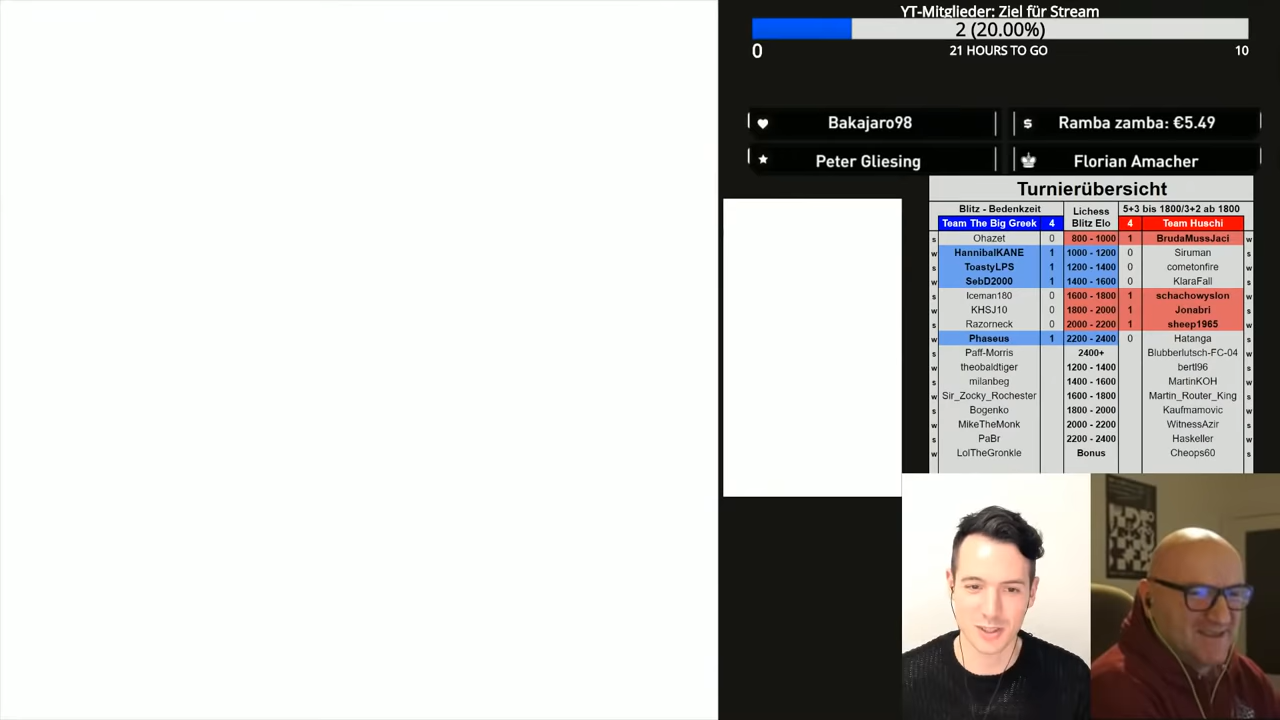 YT-Mitglieder: Ziel für Stream
2 (20.00%)
0 21 HOURS TO GO 10
Bakajaro98 Ramba zamba: €5.49
Peter Gliesing Florian Amacher
Turnierübersicht
Blitz - Bedenkzeit Lichess Blitz Elo 5+3 bis 1800/3+2 ab 1800
Team The Big Greek 4 4 Team Huschi
s Ohazet 0 800 - 1000 1 BrudaMussJaci w
w HannibalKANE 1 1000 - 1200 0 Siruman s
s ToastyLPS 1 1200 - 1400 0 cometonfire w
w SebD2000 1 1400 - 1600 0 KlaraFall s
s Iceman180 0 1600 - 1800 1 schachowyslon w
w KHSJ10 0 1800 - 2000 1 Jonabri s
s Razorneck 0 2000 - 2200 1 sheep1965 w
w Phaseus 1 2200 - 2400 0 Hatanga s
s Paff-Morris 2400+ Blubberlutsch-FC-04 w
w theobaldtiger 1200 - 1400 bertl96 s
s milanbeg 1400 - 1600 MartinKOH w
w Sir_Zocky_Rochester 1600 - 1800 Martin_Router_King s
s Bogenko 1800 - 2000 Kaufmamovic w
w MikeTheMonk 2000 - 2200 WitnessAzir s
s PaBr 2200 - 2400 Haskeller w
w LolTheGronkle Bonus Cheops60 s